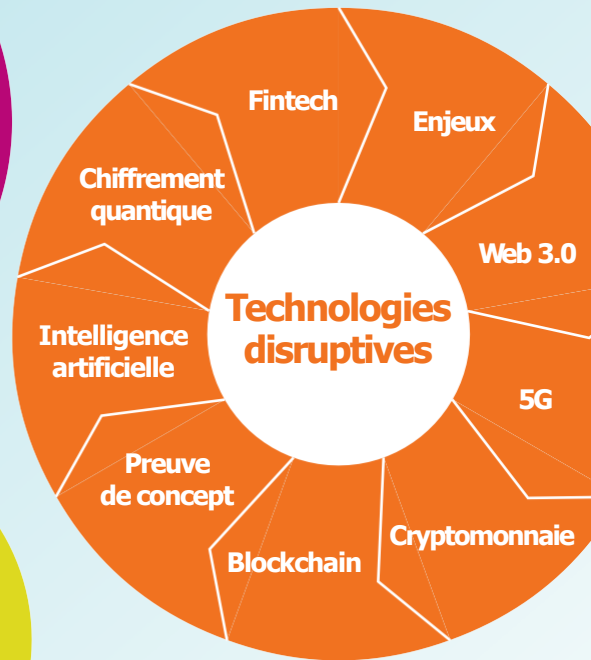 Fintech
Enjeux
Chiffrement
quantique
Web 3.0
Technologies
disruptives
Intelligence
artificielle
5G
Preuve
de concept
Cryptomonnaie
Blockchain